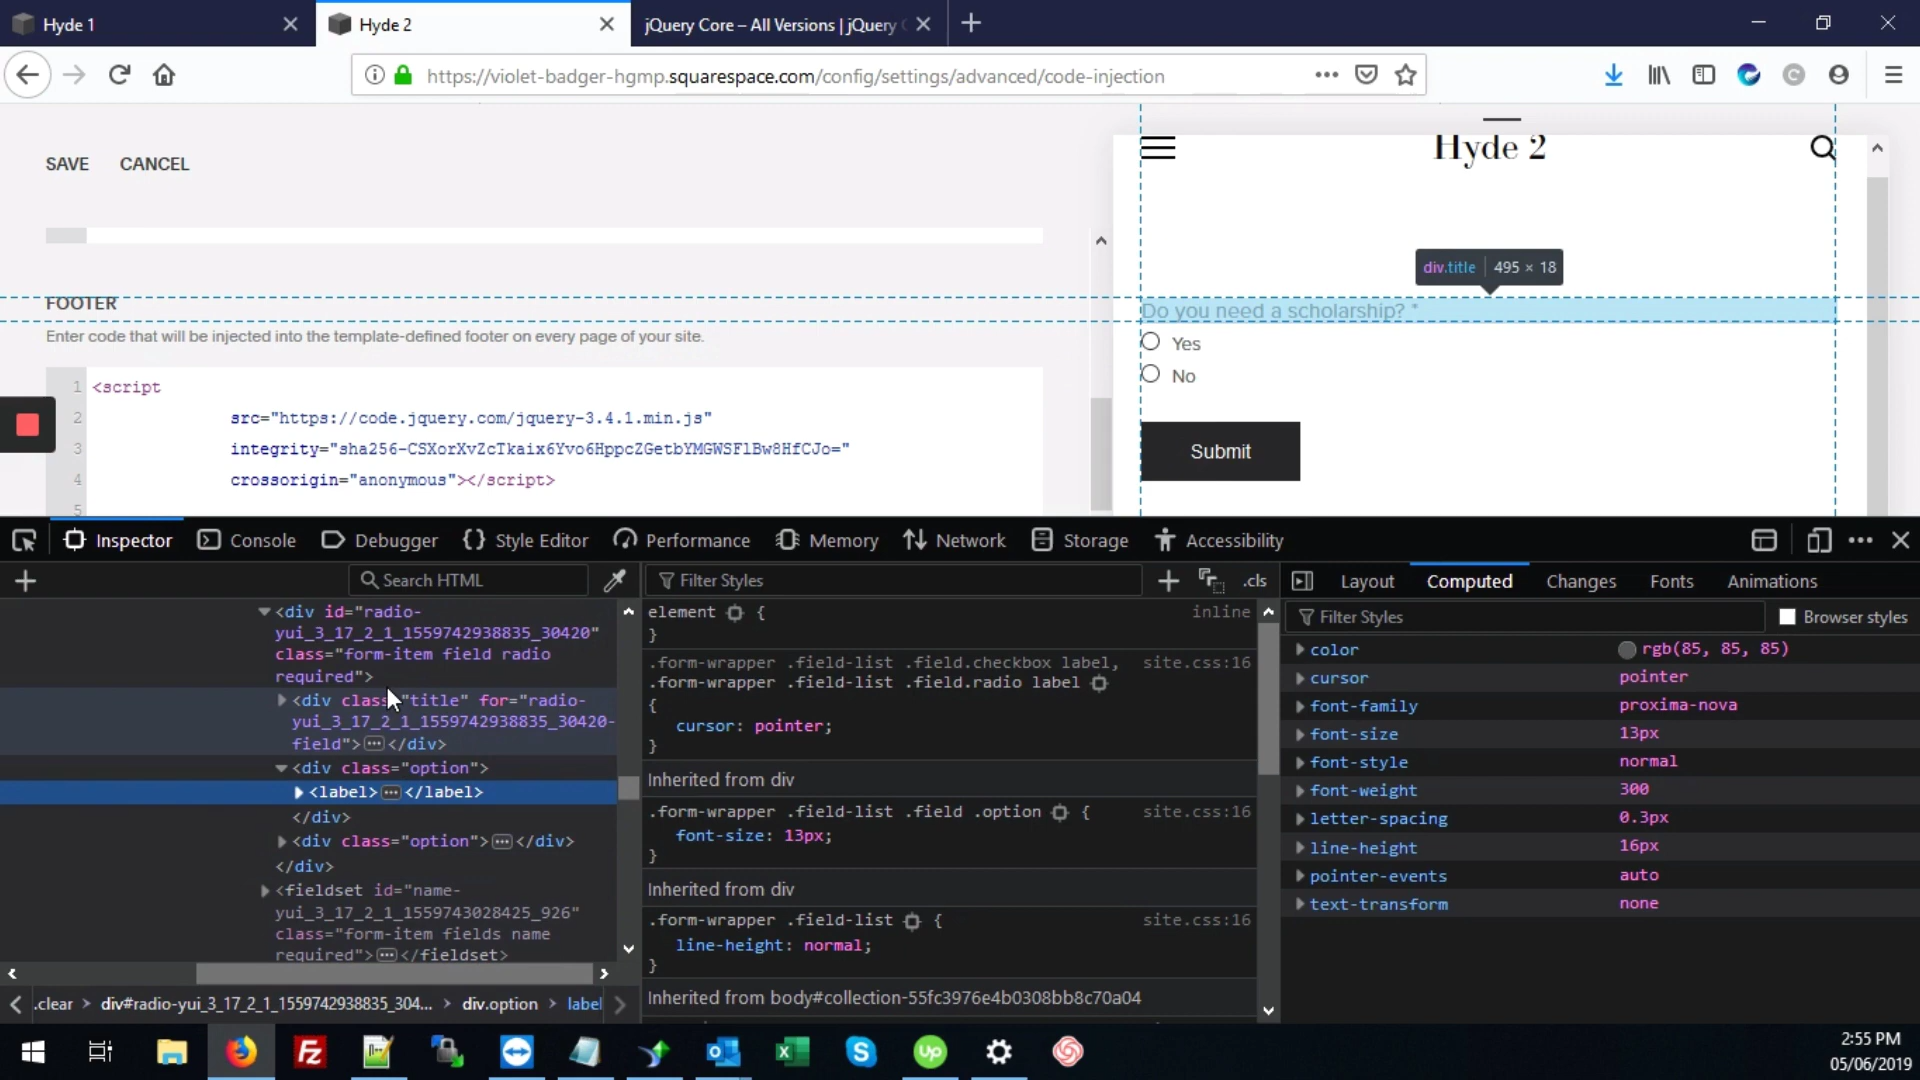 Hyde 1
Hyde 2
jQuery Core – All Versions | jQuery
https://violet-badger-hgmp.squarespace.com/config/settings/advanced/code-injection
SAVE CANCEL
FOOTER
Enter code that will be injected into the template-defined footer on every page of your site.
1 <script
2 src="https://code.jquery.com/jquery-3.4.1.min.js"
3 integrity="sha256-CSXorXvZcTkaix6Yvo6HppcZGetbYMGWSFlBw8HfCJo="
4 crossorigin="anonymous"></script>
5
Hyde 2
div.title 495 × 18
Do you need a scholarship? *
Yes
No
Submit
Inspector Console Debugger Style Editor Performance Memory Network Storage Accessibility
Search HTML
<div id="radio-
yui_3_17_2_1_1559742938835_30420"
class="form-item field radio
required">
<div class="title" for="radio-
yui_3_17_2_1_1559742938835_30420-
field"></div>
<div class="option">
<label></label>
</div>
<div class="option"></div>
</div>
<fieldset id="name-
yui_3_17_2_1_1559743028425_926"
class="form-item fields name
required"></fieldset>
.clear > div#radio-yui_3_17_2_1_1559742938835_304... > div.option > label
Filter Styles .cls
element { inline
}
.form-wrapper .field-list .field.checkbox label, site.css:16
.form-wrapper .field-list .field.radio label
{
cursor: pointer;
}
Inherited from div
.form-wrapper .field-list .field .option { site.css:16
font-size: 13px;
}
Inherited from div
.form-wrapper .field-list { site.css:16
line-height: normal;
}
Inherited from body#collection-55fc3976e4b0308bb8c70a04
Layout Computed Changes Fonts Animations
Filter Styles Browser styles
color rgb(85, 85, 85)
cursor pointer
font-family proxima-nova
font-size 13px
font-style normal
font-weight 300
letter-spacing 0.3px
line-height 16px
pointer-events auto
text-transform none
2:55 PM
05/06/2019